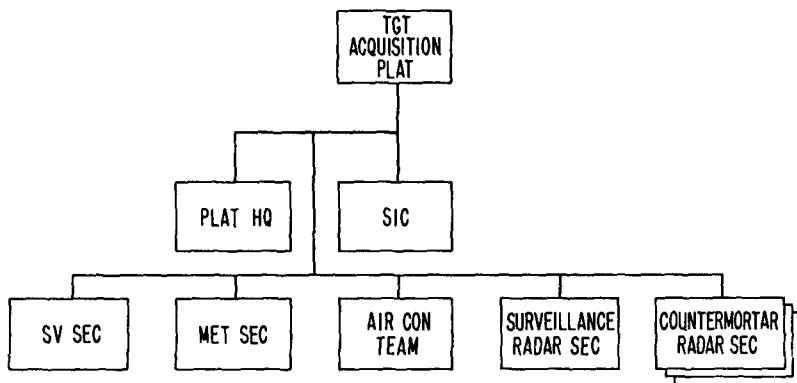 TGT
ACQUISITION
PLAT
PLAT HQ
SIC
SV SEC
MET SEC
AIR CON
TEAM
SURVEILLANCE
RADAR SEC
COUNTERMORTAR
RADAR SEC